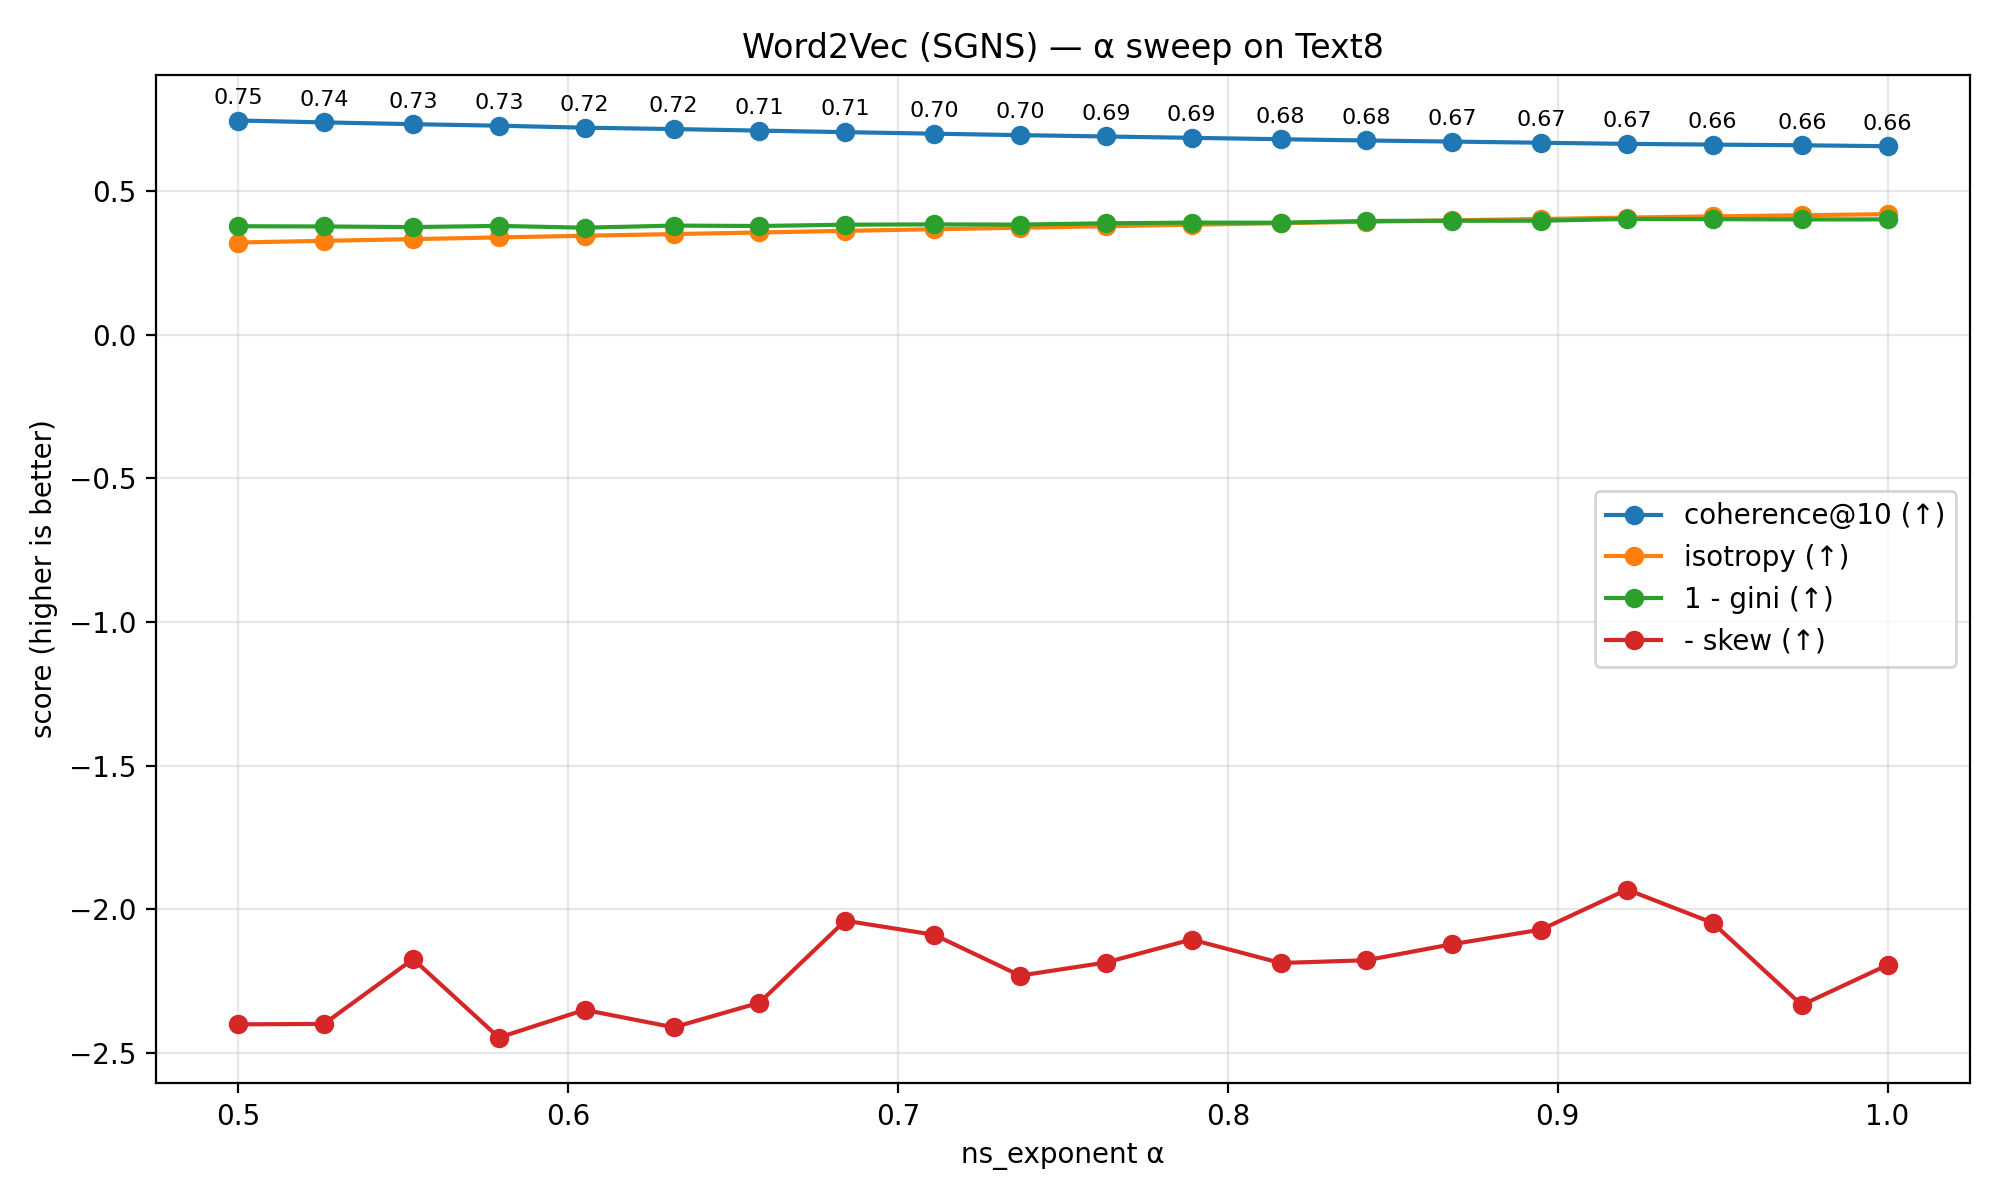 Word2Vec (SGNS) — α sweep on Text8
0.75 0.74 0.73 0.73 0.72 0.72 0.71 0.71 0.70 0.70 0.69 0.69 0.68 0.68 0.67 0.67 0.67 0.66 0.66 0.66
score (higher is better)
0.5
0.0
−0.5
−1.0
−1.5
−2.0
−2.5
coherence@10 (↑)
isotropy (↑)
1 - gini (↑)
- skew (↑)
0.5 0.6 0.7 0.8 0.9 1.0
ns_exponent α